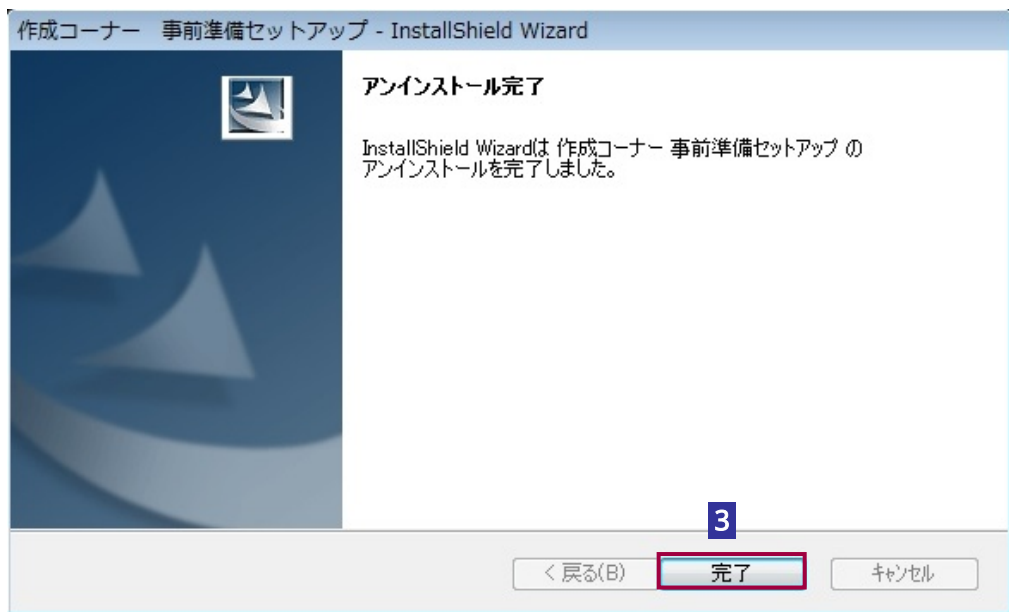 作成コーナー　事前準備セットアップ - InstallShield Wizard
アンインストール完了
InstallShield Wizardは 作成コーナー 事前準備セットアップ の
アンインストールを完了しました。
3
< 戻る(B)
完了
キャンセル